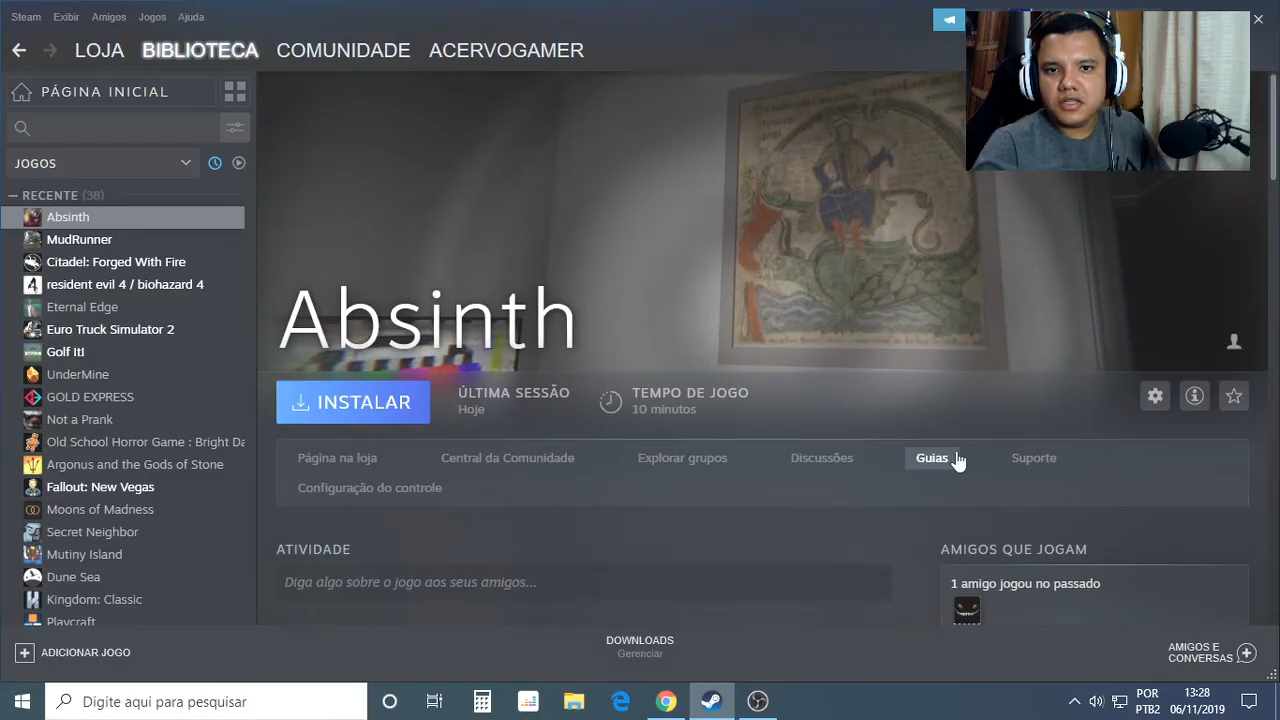 Steam Exibir Amigos Jogos Ajuda
LOJA BIBLIOTECA COMUNIDADE ACERVOGAMER
PÁGINA INICIAL
JOGOS
RECENTE (38)
Absinth
MudRunner
Citadel: Forged With Fire
resident evil 4 / biohazard 4
Eternal Edge
Euro Truck Simulator 2
Golf It!
UnderMine
GOLD EXPRESS
Not a Prank
Old School Horror Game : Bright Da
Argonus and the Gods of Stone
Fallout: New Vegas
Moons of Madness
Secret Neighbor
Mutiny Island
Dune Sea
Kingdom: Classic
Playcraft
Absinth
INSTALAR
ÚLTIMA SESSÃO
Hoje
TEMPO DE JOGO
10 minutos
Página na loja Central da Comunidade Explorar grupos Discussões Guias Suporte
Configuração do controle
ATIVIDADE
Diga algo sobre o jogo aos seus amigos...
AMIGOS QUE JOGAM
1 amigo jogou no passado
ADICIONAR JOGO
DOWNLOADS
Gerenciar
AMIGOS E
CONVERSAS
Digite aqui para pesquisar
POR
PTB2
13:28
06/11/2019